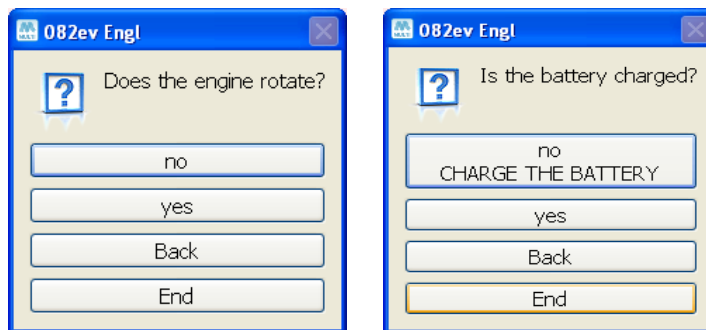 082ev Engl
Does the engine rotate?
no
yes
Back
End
082ev Engl
Is the battery charged?
no
CHARGE THE BATTERY
yes
Back
End